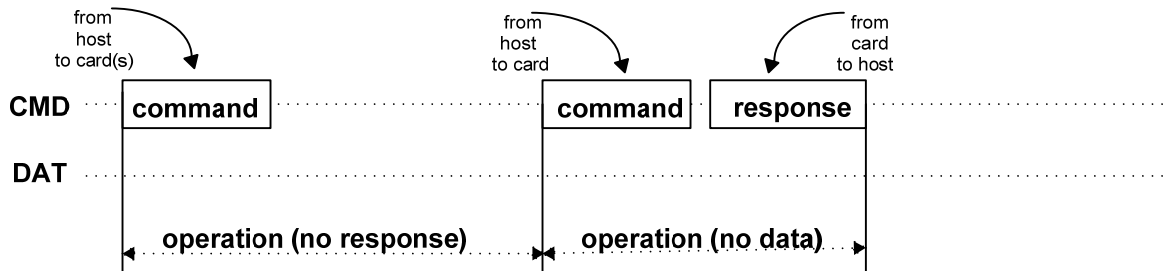 from
host
to card(s)
from
host
to card
from
card
to host
CMD
command
command
response
DAT
operation (no response)
operation (no data)